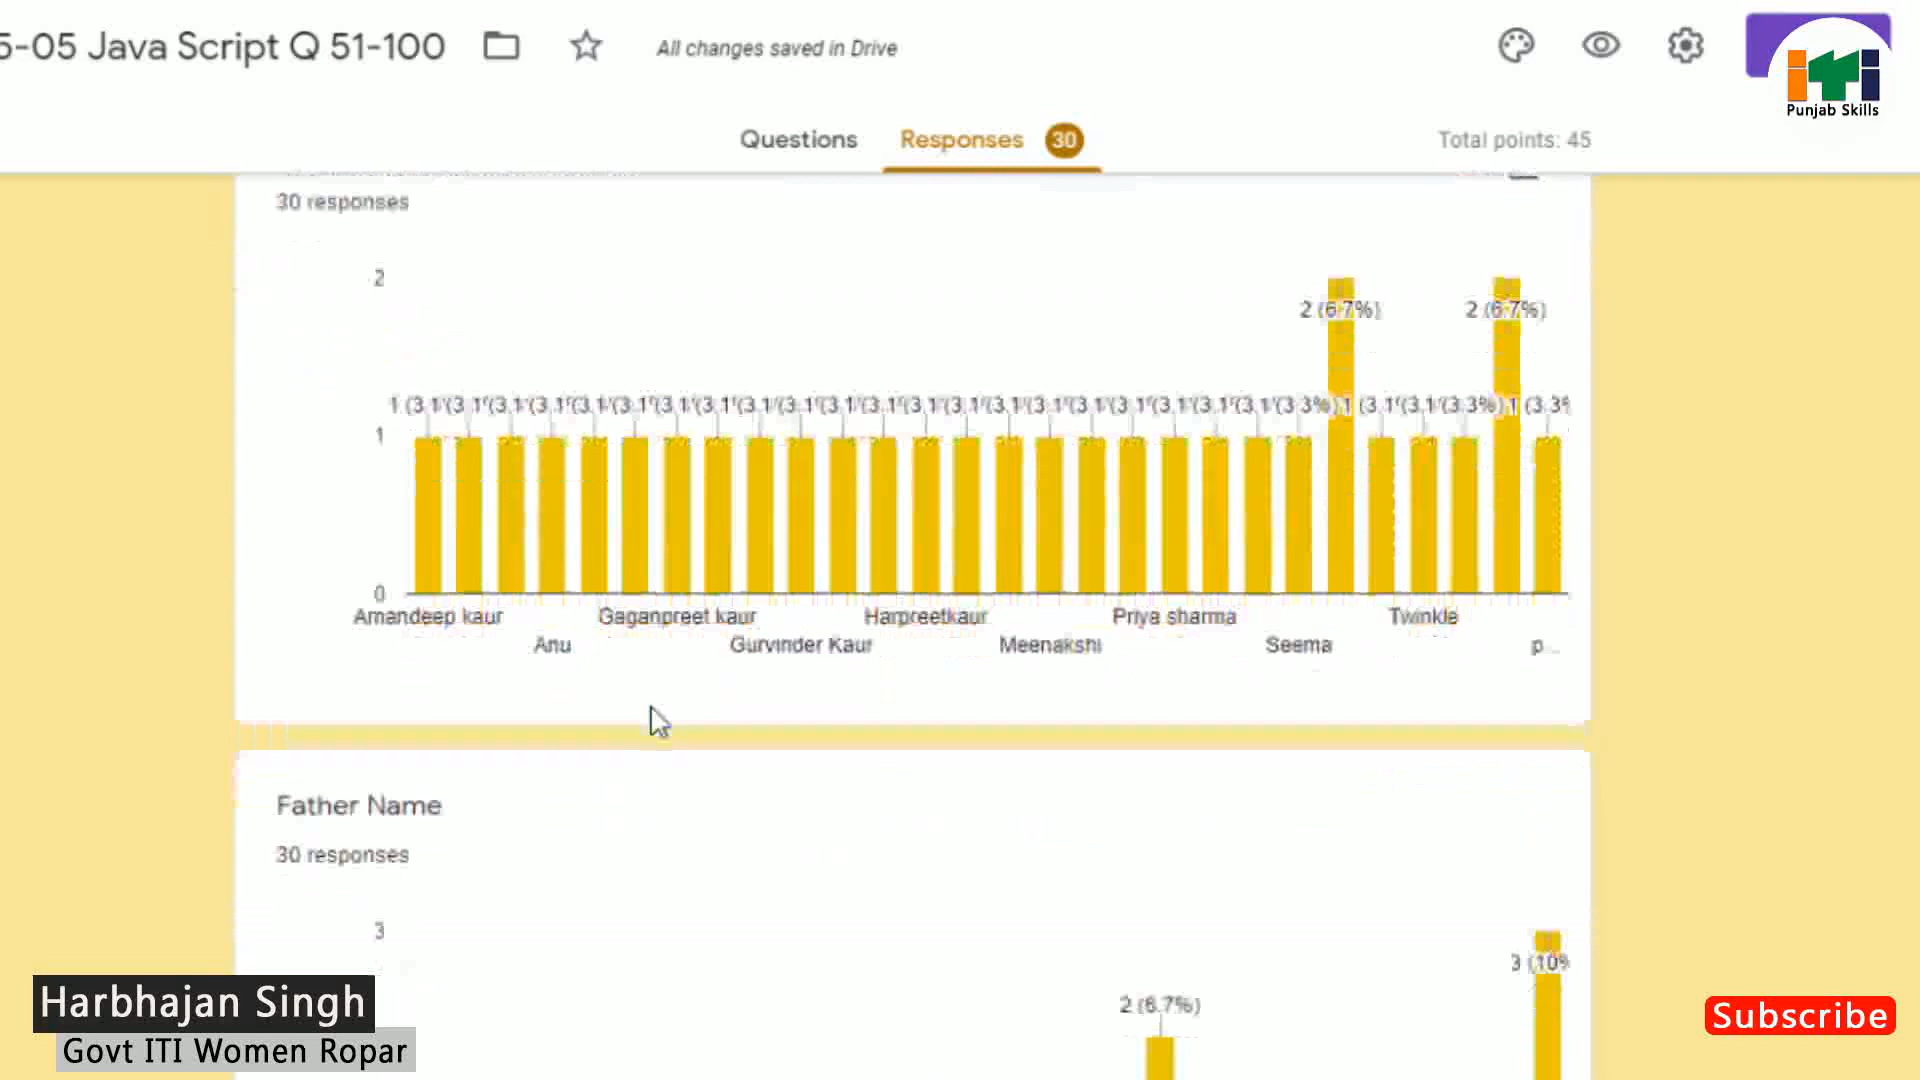 5-05 Java Script Q 51-100
All changes saved in Drive
Punjab Skills
Questions
Responses 30
Total points: 45
30 responses
2
2 (6.7%)
2 (6.7%)
1
0
Amandeep kaur
Gaganpreet kaur
Harpreetkaur
Priya sharma
Twinkle
Anu
Gurvinder Kaur
Meenakshi
Seema
p...
Father Name
30 responses
3
3 (10%
2 (6.7%)
Harbhajan Singh
Govt ITI Women Ropar
Subscribe